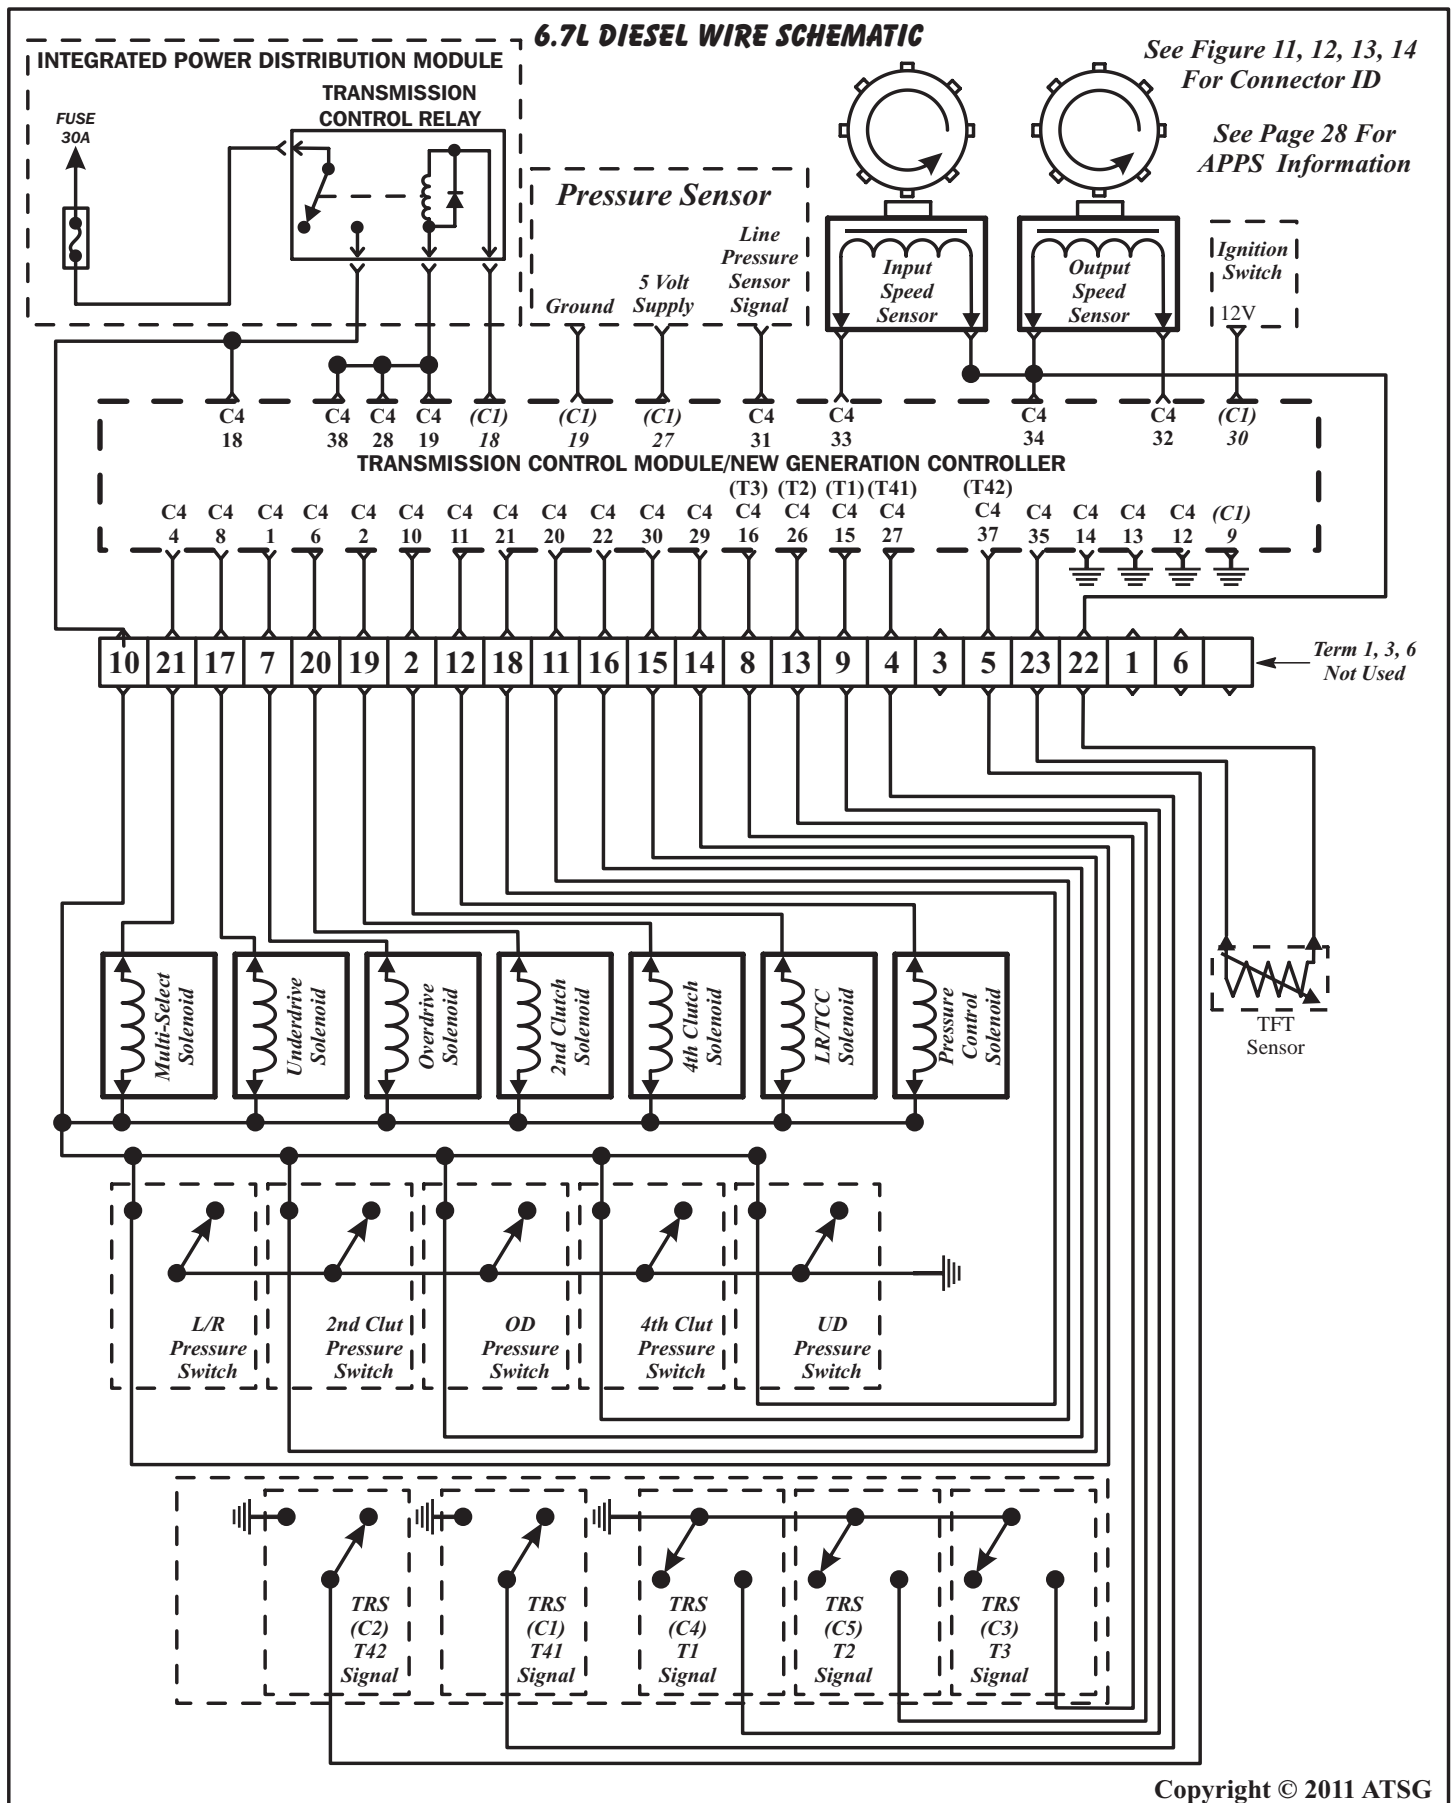 6.7L DIESEL WIRE SCHEMATIC
INTEGRATED POWER DISTRIBUTION MODULE
TRANSMISSION
CONTROL RELAY
FUSE
30A
See Figure 11, 12, 13, 14
For Connector ID
See Page 28 For
APPS Information
Pressure Sensor
Ground
5 Volt
Supply
Line
Pressure
Sensor
Signal
Input
Speed
Sensor
Output
Speed
Sensor
Ignition
Switch
12V
C4 C4 C4 C4 (C1) (C1) (C1) C4 C4 C4 C4 (C1)
18 38 28 19 18 19 27 31 33 34 32 30
TRANSMISSION CONTROL MODULE/NEW GENERATION CONTROLLER
(T3) (T2) (T1) (T41) (T42)
C4 C4 C4 C4 C4 C4 C4 C4 C4 C4 C4 C4 C4 C4 C4 C4 C4 C4 C4 C4 C4 (C1)
4 8 1 6 2 10 11 21 20 22 30 29 16 26 15 27 37 35 14 13 12 9
10 21 17 7 20 19 2 12 18 11 16 15 14 8 13 9 4 3 5 23 22 1 6
Term 1, 3, 6
Not Used
Multi-Select
Solenoid
Underdrive
Solenoid
Overdrive
Solenoid
2nd Clutch
Solenoid
4th Clutch
Solenoid
LR/TCC
Solenoid
Pressure
Control
Solenoid
TFT
Sensor
L/R
Pressure
Switch
2nd Clut
Pressure
Switch
OD
Pressure
Switch
4th Clut
Pressure
Switch
UD
Pressure
Switch
TRS
(C2)
T42
Signal
TRS
(C1)
T41
Signal
TRS
(C4)
T1
Signal
TRS
(C5)
T2
Signal
TRS
(C3)
T3
Signal
Copyright © 2011 ATSG